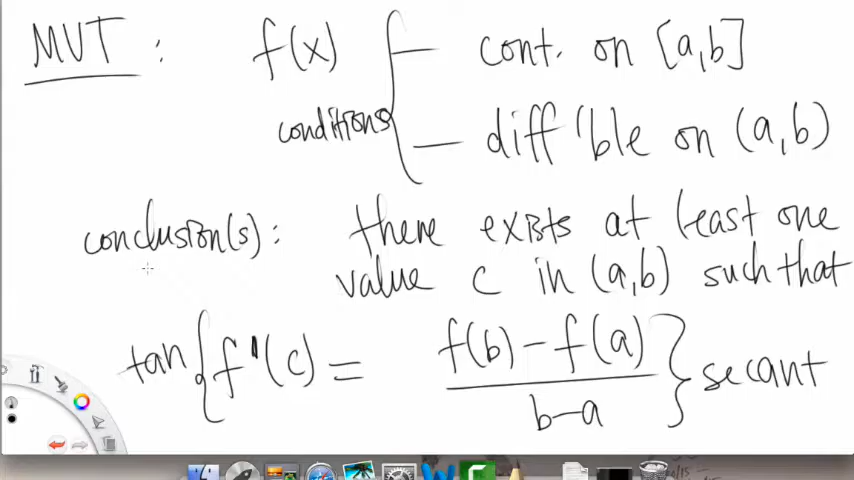 MVT : f(x) { — cont. on [a,b]
conditions — diff'ble on (a,b)
conclusion(s): there exists at least one
value c in (a,b) such that
tan { f'(c) = f(b) - f(a) / b-a } secant